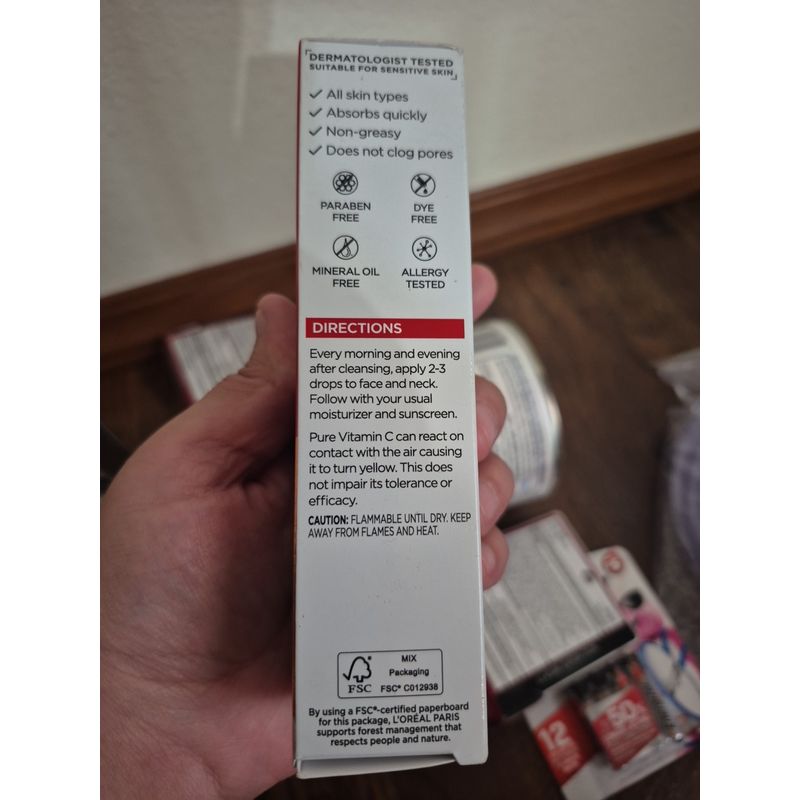 DERMATOLOGIST TESTED
SUITABLE FOR SENSITIVE SKIN
✓ All skin types
✓ Absorbs quickly
✓ Non-greasy
✓ Does not clog pores
PARABEN
FREE
DYE
FREE
MINERAL OIL
FREE
ALLERGY
TESTED
DIRECTIONS
Every morning and evening
after cleansing, apply 2-3
drops to face and neck.
Follow with your usual
moisturizer and sunscreen.
Pure Vitamin C can react on
contact with the air causing
it to turn yellow. This does
not impair its tolerance or
efficacy.
CAUTION: FLAMMABLE UNTIL DRY. KEEP
AWAY FROM FLAMES AND HEAT.
FSC
MIX
Packaging
FSC® C012938
By using a FSC®-certified paperboard
for this package, L'ORÉAL PARIS
supports forest management that
respects people and nature.
12
50%